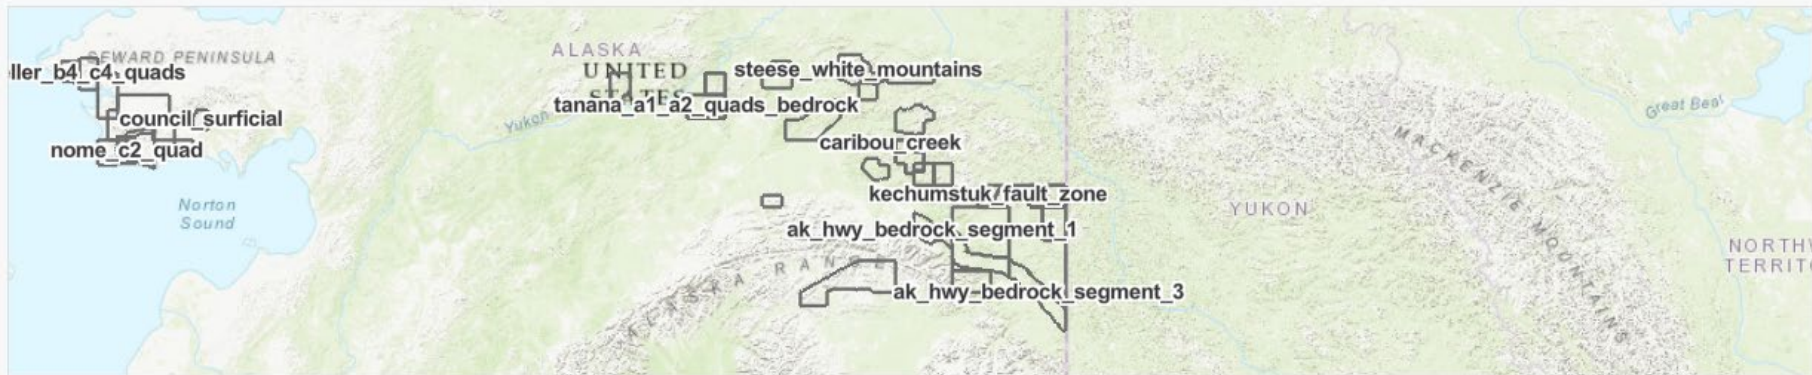 ALASKA
SEWARD PENINSULA
steese_white_mountains
UNITED
STATES
ller_b4_c4_quads
tanana_a1_a2_quads_bedrock
Great Bear
Yukon
council_surficial
caribou_creek
nome_c2_quad
MACKENZIE MOUNTAINS
kechumstuk_fault_zone
Norton
Sound
YUKON
ak_hwy_bedrock_segment_1
NORTHW
TERRITO
ALASKA RANGE
ak_hwy_bedrock_segment_3